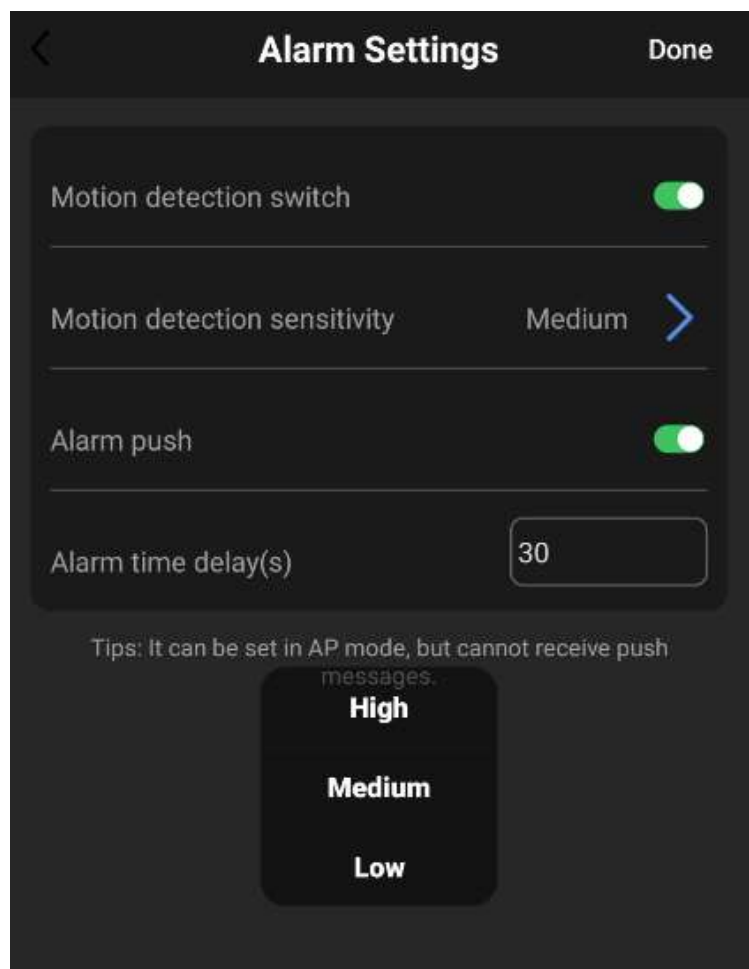 Alarm Settings Done
Motion detection switch
Motion detection sensitivity Medium
Alarm push
Alarm time delay(s) 30
Tips: It can be set in AP mode, but cannot receive push
messages.
High
Medium
Low